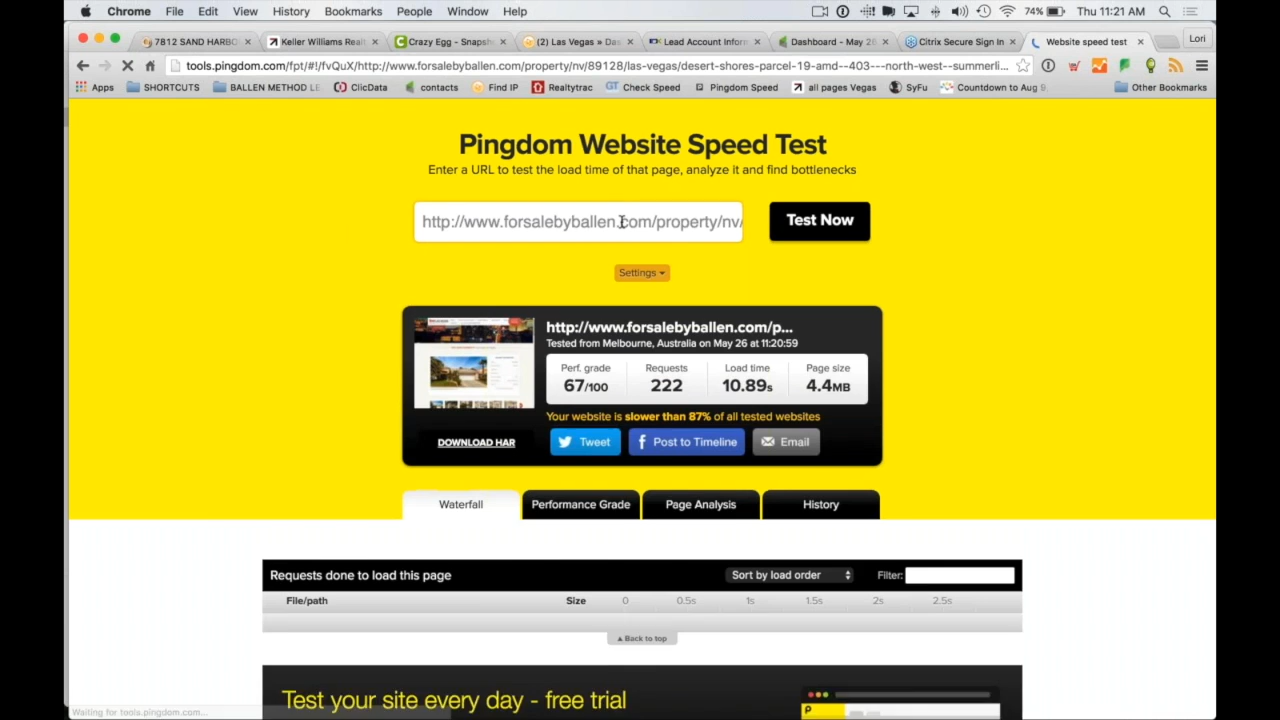 Chrome File Edit View History Bookmarks People Window Help 74% Thu 11:21 AM
7812 SAND HARBO Keller Williams Realt Crazy Egg - Snapsh (2) Las Vegas » Das Lead Account Inform Dashboard - May 26 Citrix Secure Sign In Website speed test Lori
tools.pingdom.com/fpt/#!/fvQuX/http://www.forsalebyballen.com/property/nv/89128/las-vegas/desert-shores-parcel-19-amd--403---north-west--summerli...
Apps SHORTCUTS BALLEN METHOD LE ClicData contacts Find IP Realtytrac Check Speed Pingdom Speed all pages Vegas SyFu Countdown to Aug 9, Other Bookmarks
Pingdom Website Speed Test
Enter a URL to test the load time of that page, analyze it and find bottlenecks
http://www.forsalebyballen.com/property/nv/ Test Now
Settings
http://www.forsalebyballen.com/p...
Tested from Melbourne, Australia on May 26 at 11:20:59
Perf. grade Requests Load time Page size
67/100 222 10.89s 4.4MB
Your website is slower than 87% of all tested websites
DOWNLOAD HAR Tweet Post to Timeline Email
Waterfall Performance Grade Page Analysis History
Requests done to load this page Sort by load order Filter:
File/path Size 0 0.5s 1s 1.5s 2s 2.5s
Back to top
Test your site every day - free trial
Waiting for tools.pingdom.com...